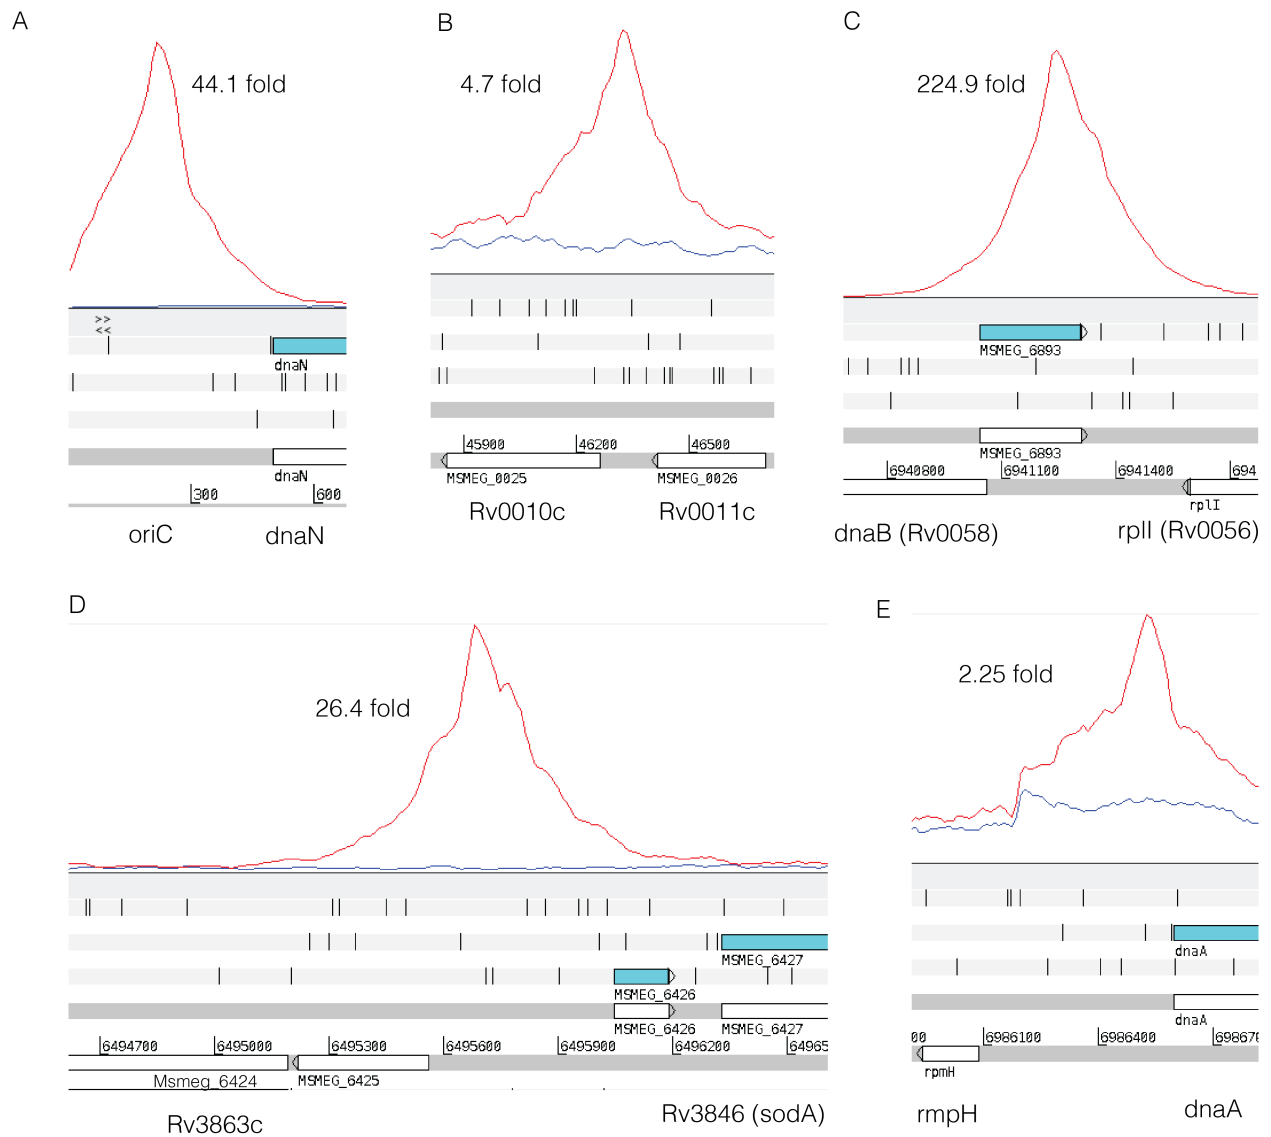 A
44.1 fold
>>
<<
dnaN
dnaN
300
600
oriC
dnaN
B
4.7 fold
45900
46200
46500
MSMEG_0025
MSMEG_0026
Rv0010c
Rv0011c
C
224.9 fold
MSMEG_6893
MSMEG_6893
6940800
6941100
6941400
694
rplI
dnaB (Rv0058)
rplI (Rv0056)
D
26.4 fold
MSMEG_6427
MSMEG_6426
MSMEG_6426
MSMEG_6427
6494700
6495000
6495300
6495600
6495900
6496200
64965
Msmeg_6424
MSMEG_6425
Rv3863c
Rv3846 (sodA)
E
2.25 fold
dnaA
dnaA
00
6986100
6986400
69867
rpmH
rmpH
dnaA